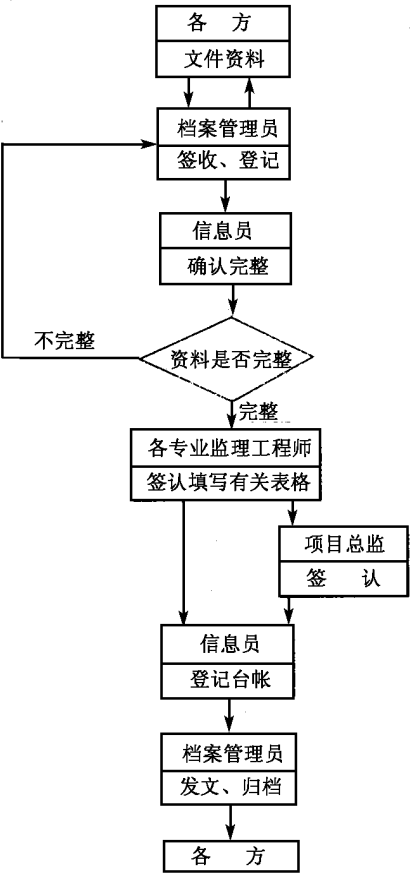 各 方
文件资料
档案管理员
签收、登记
信息员
确认完整
不完整
资料是否完整
完整
各专业监理工程师
签认填写有关表格
项目总监
签 认
信息员
登记台帐
档案管理员
发文、归档
各 方